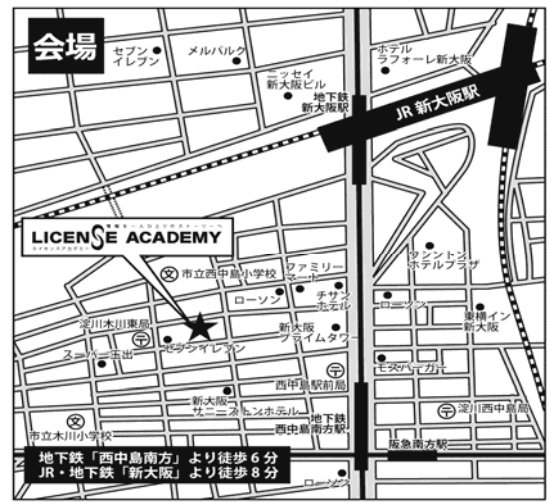 会場
セブン
イレブン
メルパルク
ニッセイ
新大阪ビル
ホテル
ラフォーレ新大阪
地下鉄
新大阪駅
JR 新大阪駅
LICENSE ACADEMY
ライセンスアカデミー
文 市立西中島小学校
ファミリー
マート
ローソン
チサン
ホテル
ワシントン
ホテルプラザ
ローソン
東横イン
新大阪
淀川木川東局
セブンイレブン
新大阪
プライムタワー
スーパー玉出
モスバーガー
西中島駅前局
新大阪
サニーストンホテル
淀川西中島局
文
市立木川小学校
地下鉄
西中島南方駅
阪急南方駅
地下鉄「西中島南方」より徒歩6分
JR・地下鉄「新大阪」より徒歩8分
ローソン